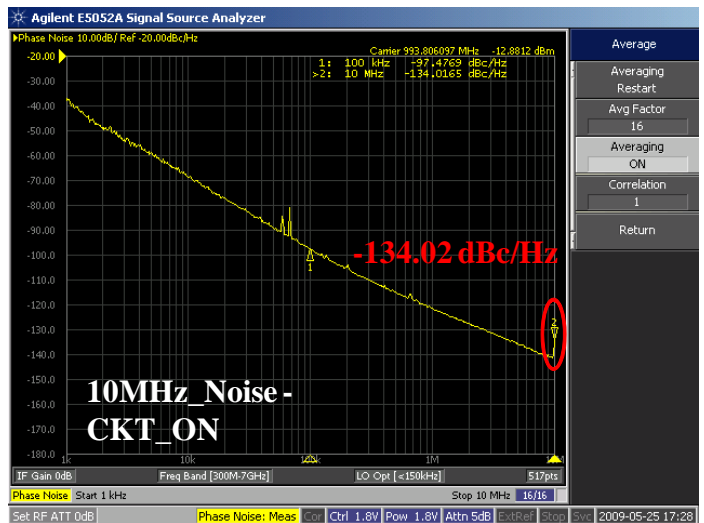 Agilent E5052A Signal Source Analyzer
Phase Noise 10.00dB/ Ref -20.00dBc/Hz
Carrier 993.806097 MHz -12.8812 dBm
1: 100 kHz -97.4769 dBc/Hz
>2: 10 MHz -134.0165 dBc/Hz
-20.00
-30.00
-40.00
-50.00
-60.00
-70.00
-80.00
-90.00
-100.0
-110.0
-120.0
-130.0
-140.0
-150.0
-160.0
-170.0
-180.0
1
2
-134.02 dBc/Hz
10MHz_Noise -
CKT_ON
1k 10k 100k 1M
IF Gain 0dB Freq Band [300M-7GHz] LO Opt [<150kHz] 517pts
Phase Noise Start 1 kHz Stop 10 MHz 16/16
Set RF ATT 0dB Phase Noise: Meas Cor Ctrl 1.8V Pow 1.8V Attn 5dB ExtRef Stop Svc 2009-05-25 17:28
Average
Averaging
Restart
Avg Factor
16
Averaging
ON
Correlation
1
Return